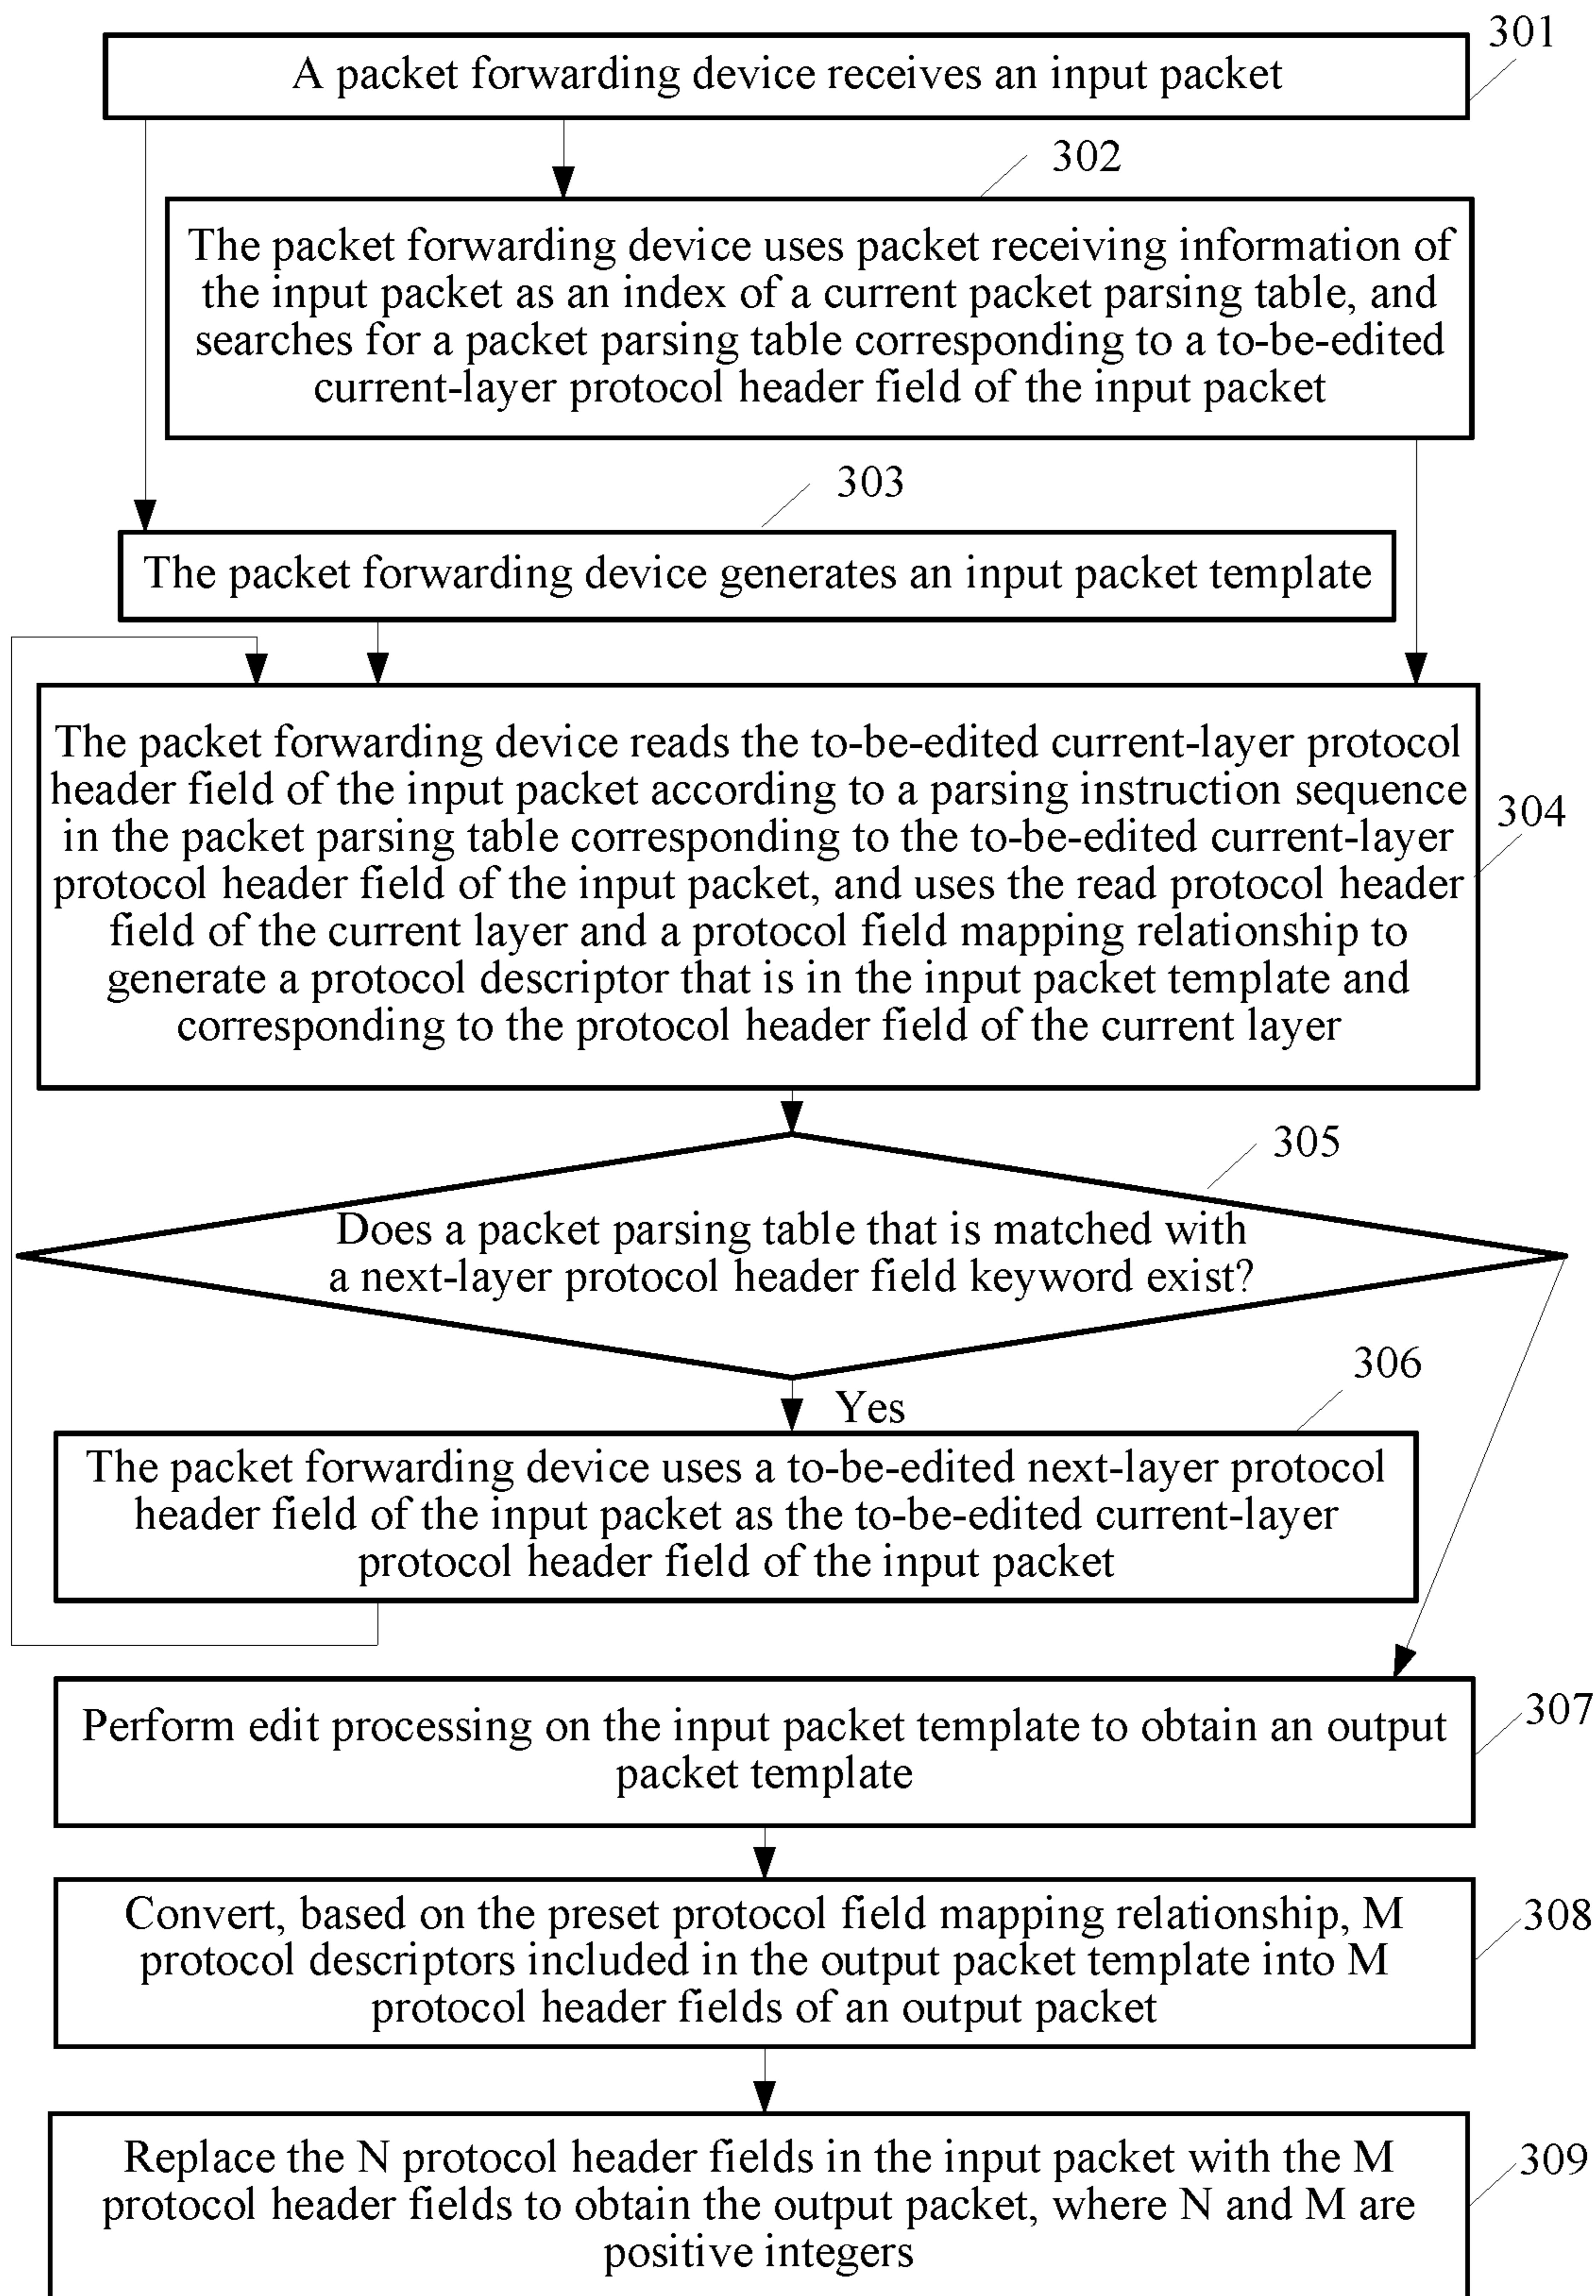 301
A packet forwarding device receives an input packet
302
The packet forwarding device uses packet receiving information of
the input packet as an index of a current packet parsing table, and
searches for a packet parsing table corresponding to a to-be-edited
current-layer protocol header field of the input packet
303
The packet forwarding device generates an input packet template
The packet forwarding device reads the to-be-edited current-layer protocol
header field of the input packet according to a parsing instruction sequence
in the packet parsing table corresponding to the to-be-edited current-layer
protocol header field of the input packet, and uses the read protocol header
field of the current layer and a protocol field mapping relationship to
generate a protocol descriptor that is in the input packet template and
corresponding to the protocol header field of the current layer
304
305
Does a packet parsing table that is matched with
a next-layer protocol header field keyword exist?
306
Yes
The packet forwarding device uses a to-be-edited next-layer protocol
header field of the input packet as the to-be-edited current-layer
protocol header field of the input packet
Perform edit processing on the input packet template to obtain an output
packet template
307
Convert, based on the preset protocol field mapping relationship, M
protocol descriptors included in the output packet template into M
protocol header fields of an output packet
308
Replace the N protocol header fields in the input packet with the M
protocol header fields to obtain the output packet, where N and M are
positive integers
309